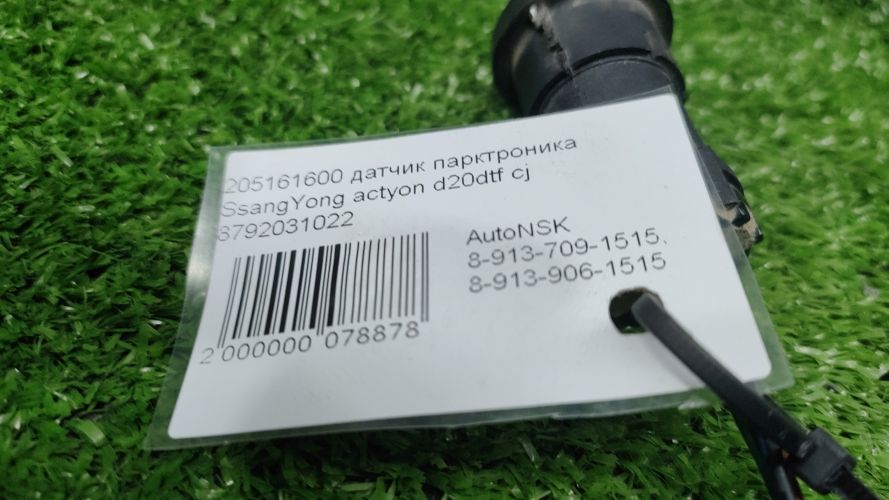 205161600 датчик парктроника
SsangYong actyon d20dtf cj
8792031022
AutoNSK
8-913-709-1515,
8-913-906-1515
2 000000 078878